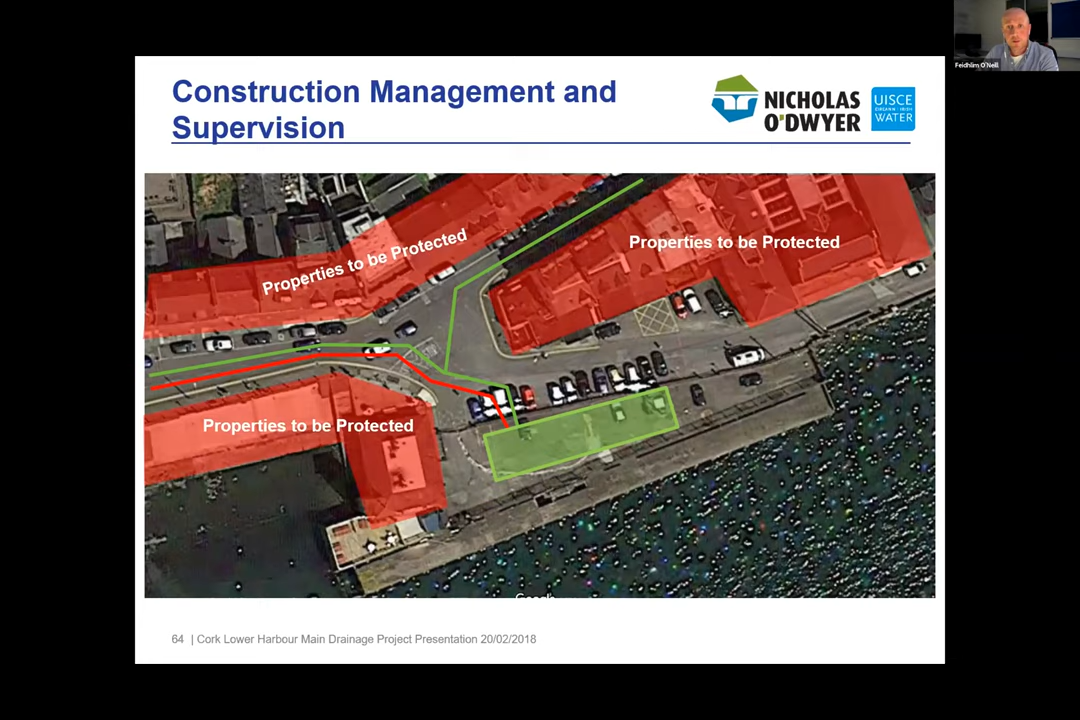 Feidhlim O'Neill
Construction Management and
Supervision
NICHOLAS
O'DWYER
UISCE
ÉIREANN : IRISH
WATER
Properties to be Protected
Properties to be Protected
Properties to be Protected
Google
64 | Cork Lower Harbour Main Drainage Project Presentation 20/02/2018